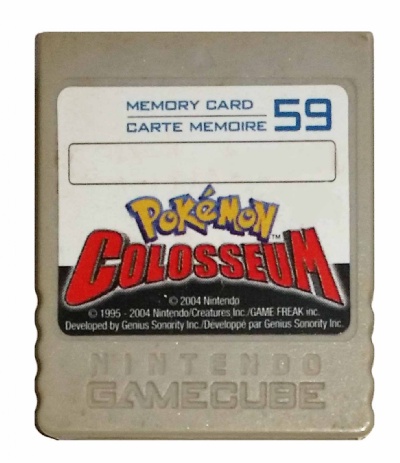 MEMORY CARD
CARTE MEMOIRE 59
POKéMON
COLOSSEUM™
© 2004 Nintendo
© 1995 - 2004 Nintendo/Creatures Inc./GAME FREAK inc.
Developed by Genius Sonority Inc./Développé par Genius Sonority Inc.
NINTENDO
GAMECUBE